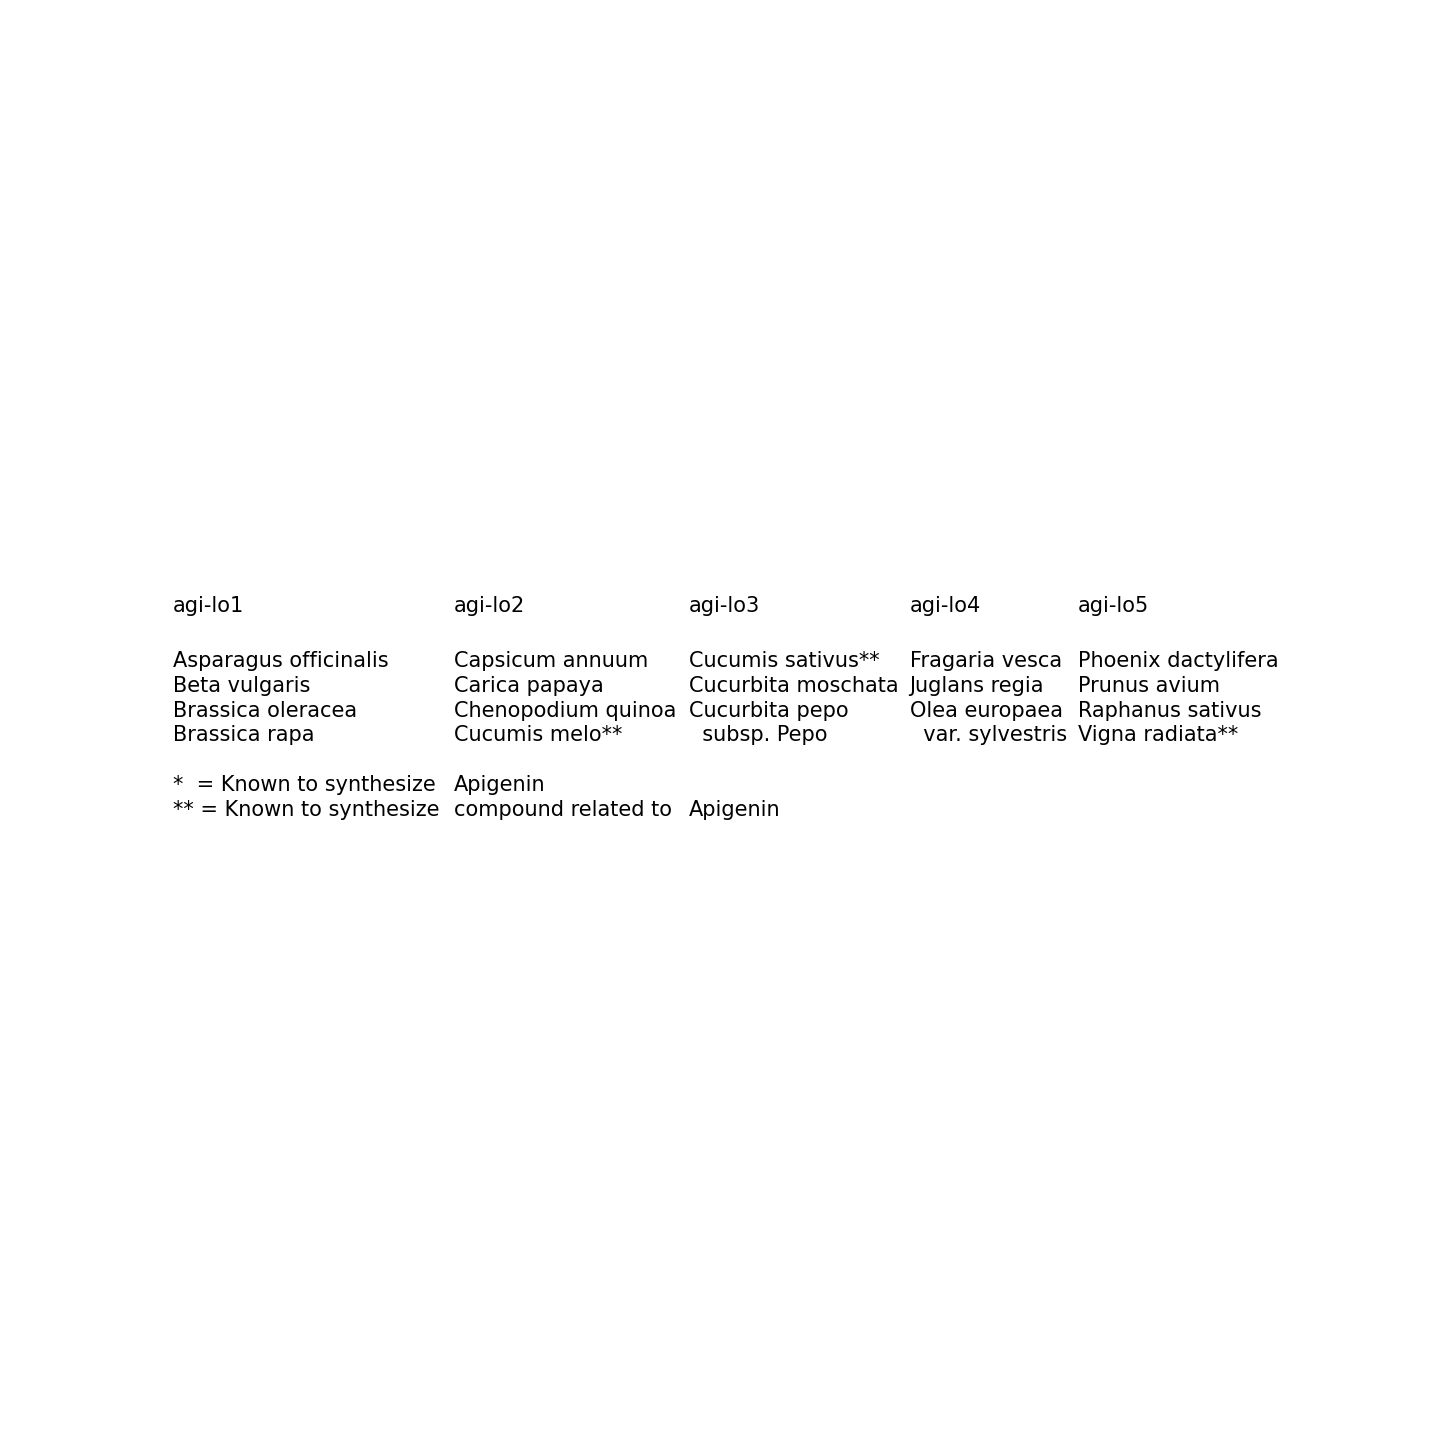 agi-lo1 agi-lo2 agi-lo3 agi-lo4 agi-lo5
Asparagus officinalis Capsicum annuum Cucumis sativus** Fragaria vesca Phoenix dactylifera
Beta vulgaris Carica papaya Cucurbita moschata Juglans regia Prunus avium
Brassica oleracea Chenopodium quinoa Cucurbita pepo Olea europaea Raphanus sativus
Brassica rapa Cucumis melo** subsp. Pepo var. sylvestris Vigna radiata**
* = Known to synthesize Apigenin
** = Known to synthesize compound related to Apigenin